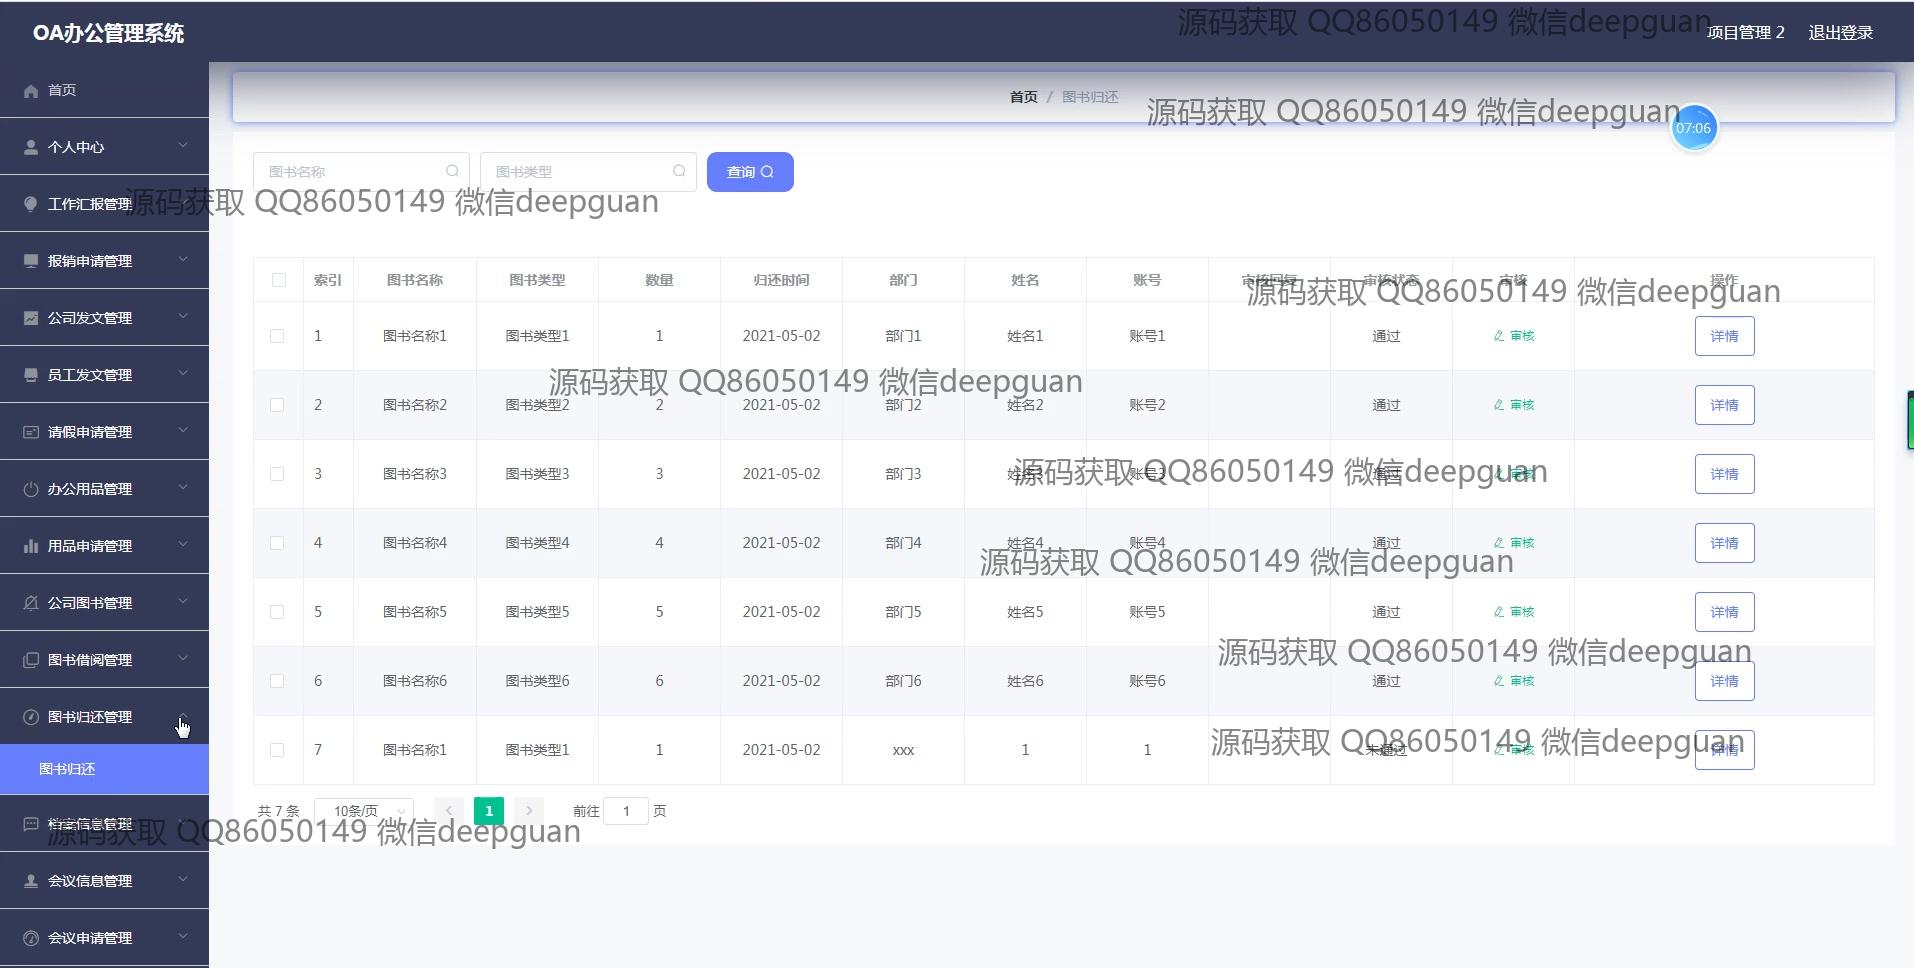 OA办公管理系统
源码获取 QQ86050149 微信deepguan
项目管理 2 退出登录
首页
首页 / 图书归还
源码获取 QQ86050149 微信deepguan
07:06
个人中心
图书名称 图书类型 查询
工作汇报管理
源码获取 QQ86050149 微信deepguan
报销申请管理
索引 图书名称 图书类型 数量 归还时间 部门 姓名 账号 审核回复 审核状态 审核 操作
源码获取 QQ86050149 微信deepguan
公司发文管理
1 图书名称1 图书类型1 1 2021-05-02 部门1 姓名1 账号1 通过 审核 详情
员工发文管理
源码获取 QQ86050149 微信deepguan
2 图书名称2 图书类型2 2 2021-05-02 部门2 姓名2 账号2 通过 审核 详情
请假申请管理
3 图书名称3 图书类型3 3 2021-05-02 部门3 姓名3 账号3 通过 审核 详情
源码获取 QQ86050149 微信deepguan
办公用品管理
4 图书名称4 图书类型4 4 2021-05-02 部门4 姓名4 账号4 通过 审核 详情
用品申请管理
源码获取 QQ86050149 微信deepguan
公司图书管理
5 图书名称5 图书类型5 5 2021-05-02 部门5 姓名5 账号5 通过 审核 详情
源码获取 QQ86050149 微信deepguan
图书借阅管理
6 图书名称6 图书类型6 6 2021-05-02 部门6 姓名6 账号6 通过 审核 详情
图书归还管理
源码获取 QQ86050149 微信deepguan
7 图书名称1 图书类型1 1 2021-05-02 xxx 1 1 未通过 审核 详情
图书归还
共 7 条 10条/页 1 前往 1 页
档案信息管理
源码获取 QQ86050149 微信deepguan
会议信息管理
会议申请管理